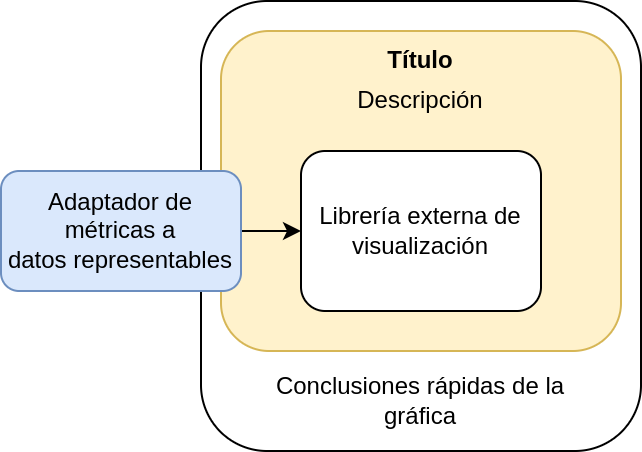 Título
Descripción
Adaptador de
métricas a
datos representables
Librería externa de
visualización
Conclusiones rápidas de la
gráfica